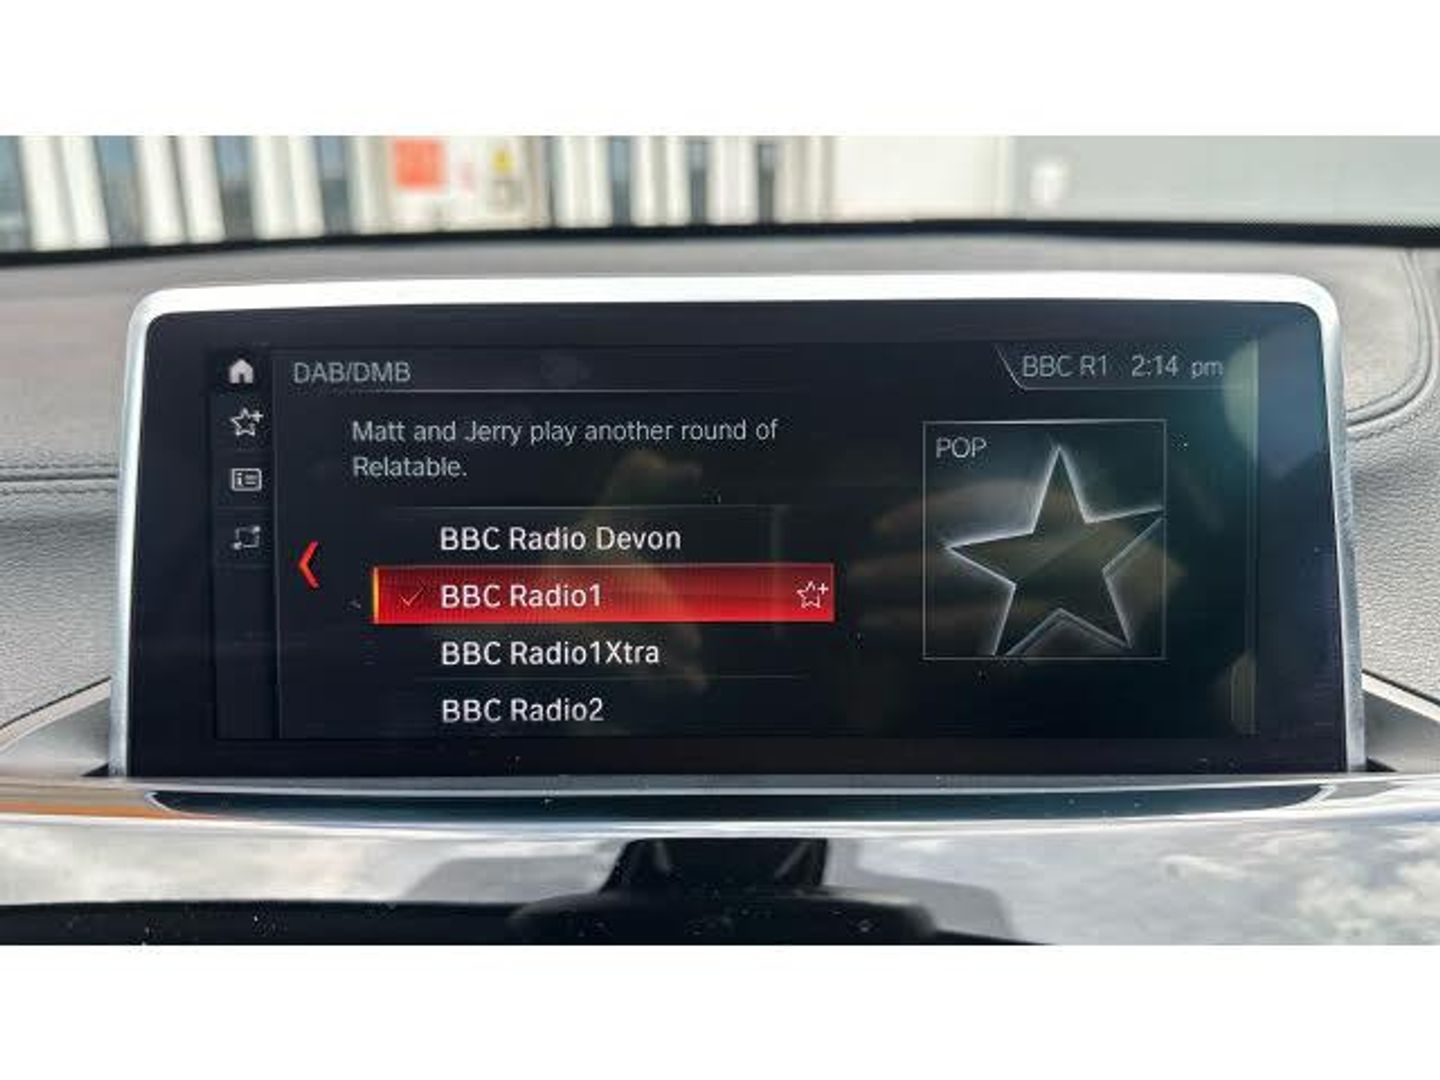 DAB/DMB
BBC R1 2:14 pm
Matt and Jerry play another round of
Relatable.
POP
BBC Radio Devon
BBC Radio1
BBC Radio1Xtra
BBC Radio2